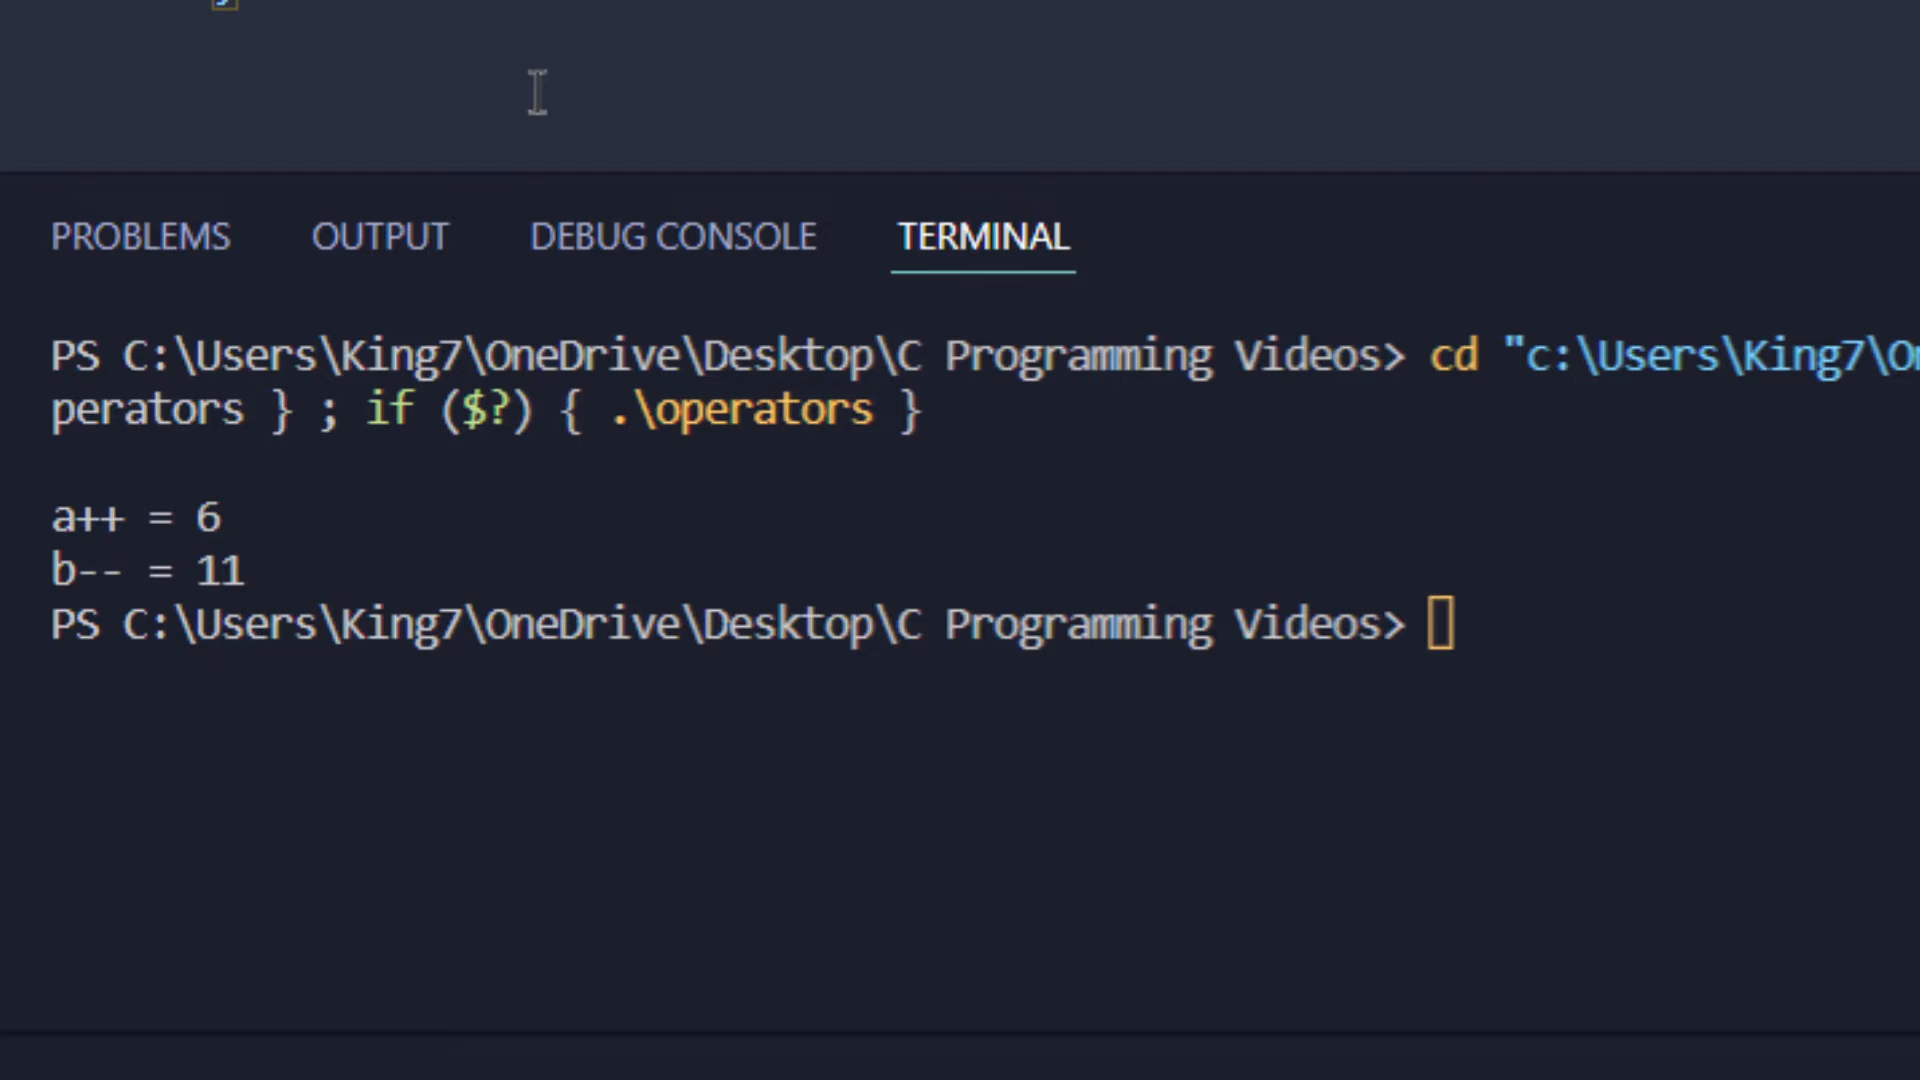 PROBLEMS OUTPUT DEBUG CONSOLE TERMINAL
PS C:\Users\King7\OneDrive\Desktop\C Programming Videos> cd "c:\Users\King7\On
perators } ; if ($?) { .\operators }
a++ = 6
b-- = 11
PS C:\Users\King7\OneDrive\Desktop\C Programming Videos>